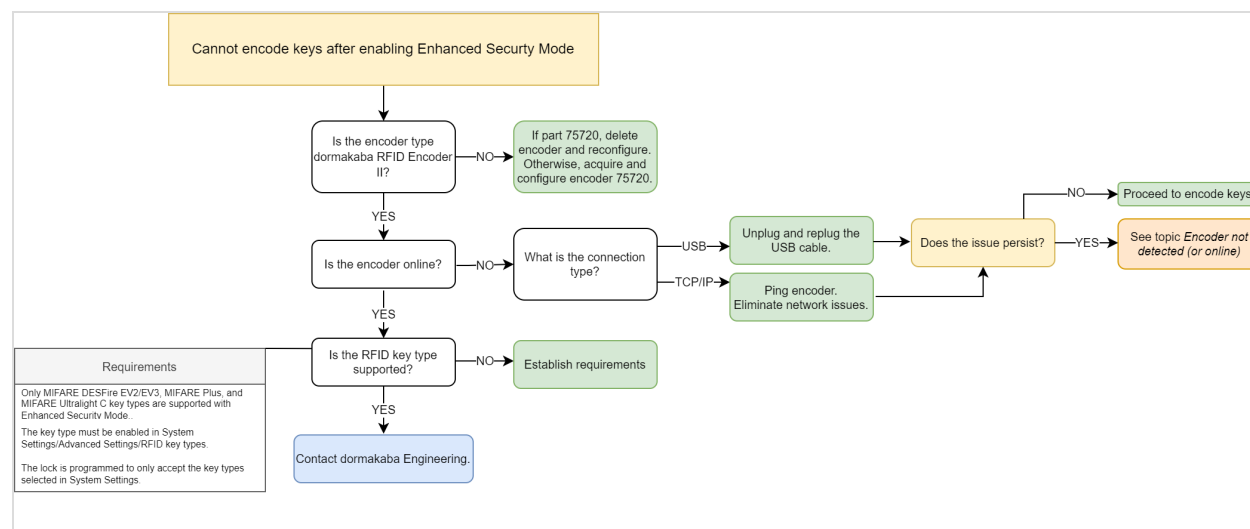 Cannot encode keys after enabling Enhanced Securty Mode
Is the encoder type
dormakaba RFID Encoder
II?
NO
If part 75720, delete
encoder and reconfigure.
Otherwise, acquire and
configure encoder 75720.
YES
Is the encoder online?
NO
What is the connection
type?
USB
Unplug and replug the
USB cable.
TCP/IP
Ping encoder.
Eliminate network issues.
Does the issue persist?
NO
Proceed to encode keys
YES
See topic Encoder not
detected (or online)
YES
Is the RFID key type
supported?
NO
Establish requirements
Requirements
Only MIFARE DESFire EV2/EV3, MIFARE Plus, and
MIFARE Ultralight C key types are supported with
Enhanced Security Mode..
The key type must be enabled in System
Settings/Advanced Settings/RFID key types.
The lock is programmed to only accept the key types
selected in System Settings.
YES
Contact dormakaba Engineering.